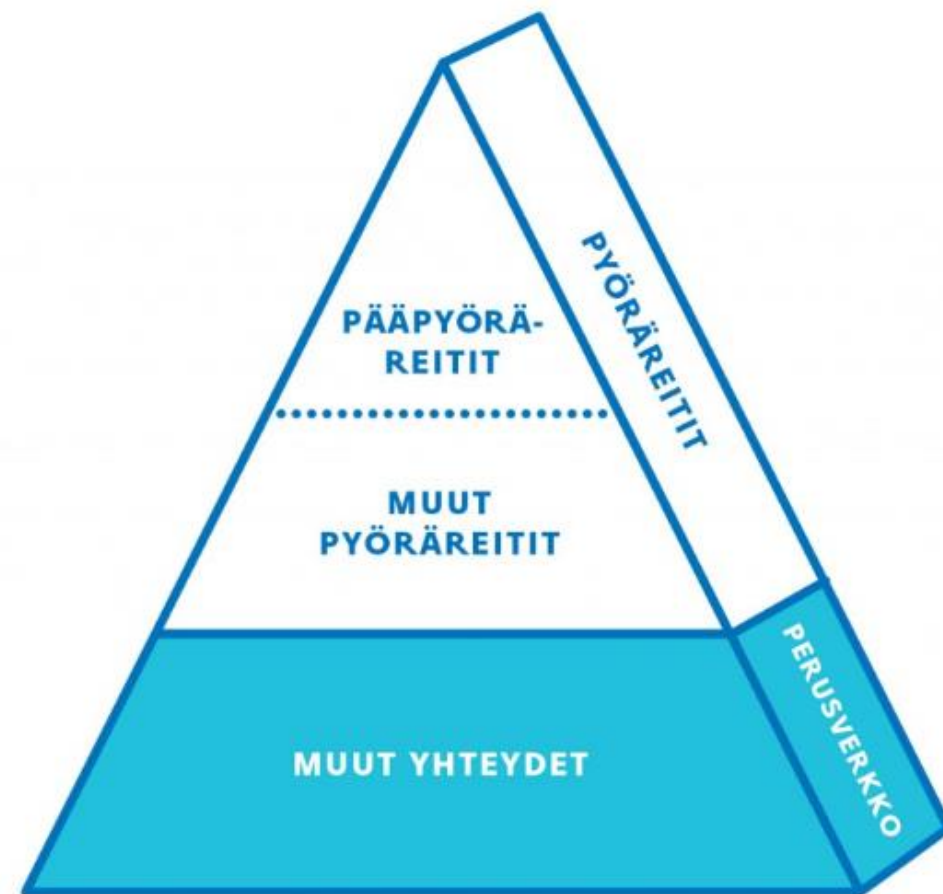 PÄÄPYÖRÄ-
REITIT
MUUT
PYÖRÄREITIT
MUUT YHTEYDET
PYÖRÄREITIT
PERUSVERKKO